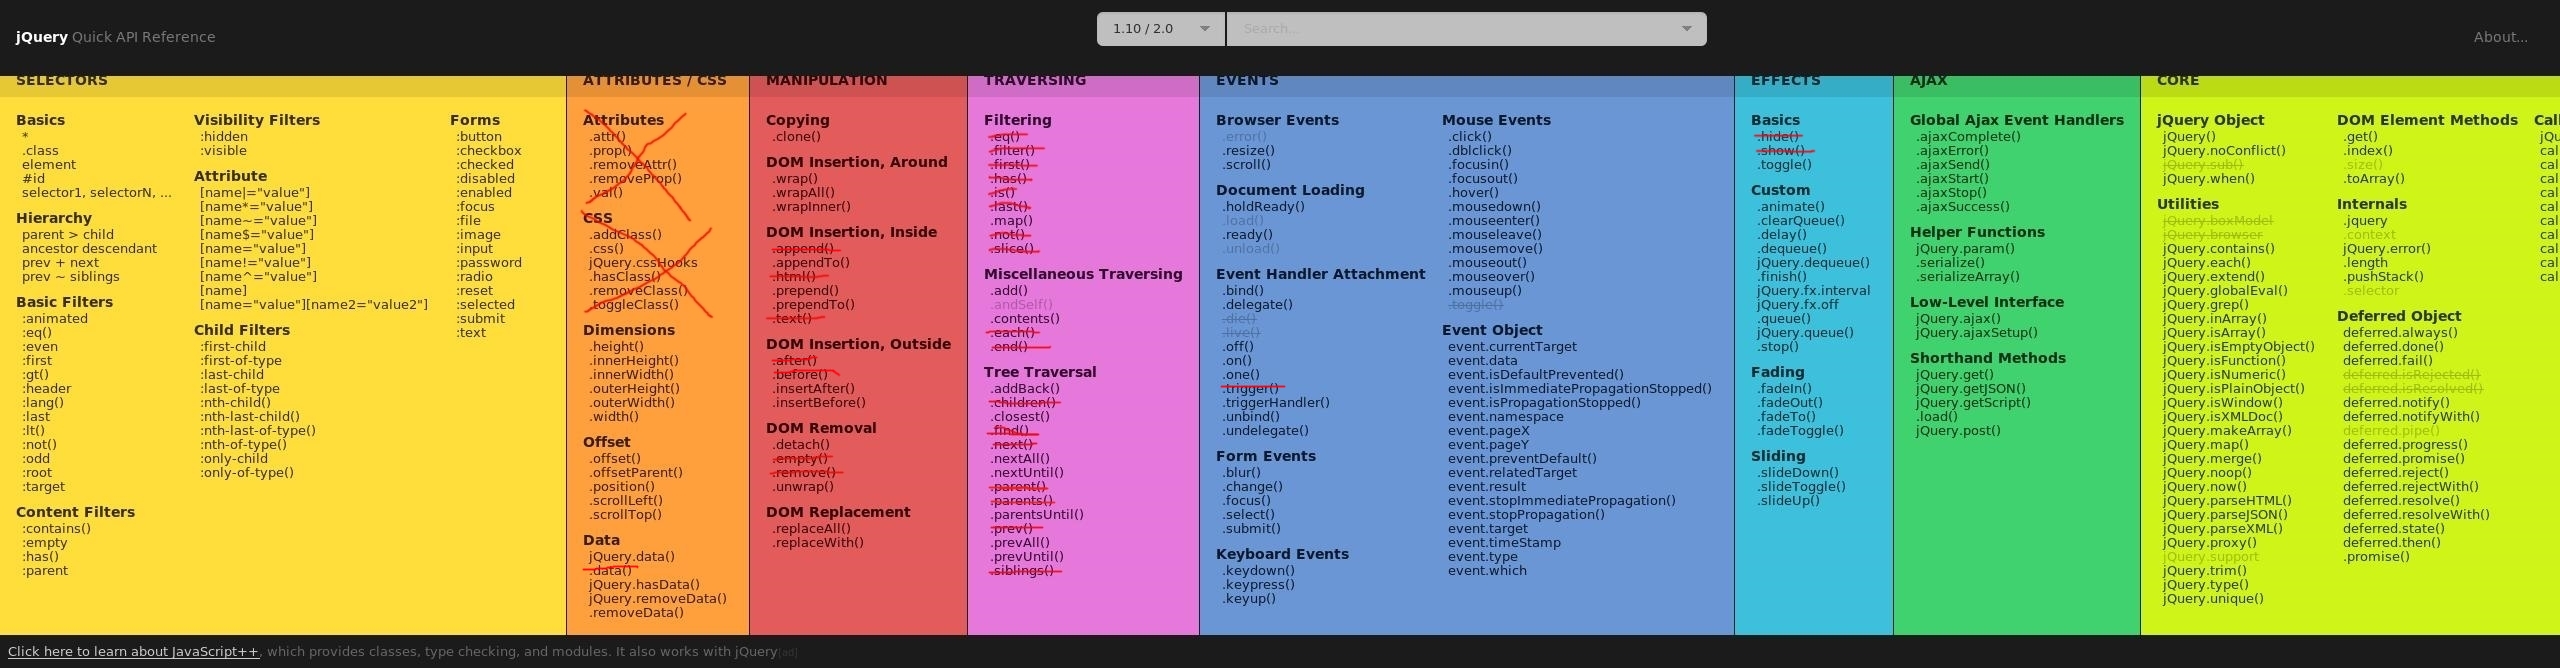 jQuery Quick API Reference
1.10 / 2.0
Search...
About...
SELECTORS
Basics
*
.class
element
#id
selector1, selectorN, ...
Hierarchy
parent > child
ancestor descendant
prev + next
prev ~ siblings
Basic Filters
:animated
:eq()
:even
:first
:gt()
:header
:lang()
:last
:lt()
:not()
:odd
:root
:target
Content Filters
:contains()
:empty
:has()
:parent
Visibility Filters
:hidden
:visible
Attribute
[name|="value"]
[name*="value"]
[name~="value"]
[name$="value"]
[name="value"]
[name!="value"]
[name^="value"]
[name]
[name="value"][name2="value2"]
Child Filters
:first-child
:first-of-type
:last-child
:last-of-type
:nth-child()
:nth-last-child()
:nth-last-of-type()
:nth-of-type()
:only-child
:only-of-type()
Forms
:button
:checkbox
:checked
:disabled
:enabled
:focus
:file
:image
:input
:password
:radio
:reset
:selected
:submit
:text
ATTRIBUTES / CSS
Attributes
.attr()
.prop()
.removeAttr()
.removeProp()
.val()
CSS
.addClass()
.css()
jQuery.cssHooks
.hasClass()
.removeClass()
.toggleClass()
Dimensions
.height()
.innerHeight()
.innerWidth()
.outerHeight()
.outerWidth()
.width()
Offset
.offset()
.offsetParent()
.position()
.scrollLeft()
.scrollTop()
Data
jQuery.data()
.data()
jQuery.hasData()
jQuery.removeData()
.removeData()
MANIPULATION
Copying
.clone()
DOM Insertion, Around
.wrap()
.wrapAll()
.wrapInner()
DOM Insertion, Inside
.append()
.appendTo()
.html()
.prepend()
.prependTo()
.text()
DOM Insertion, Outside
.after()
.before()
.insertAfter()
.insertBefore()
DOM Removal
.detach()
.empty()
.remove()
.unwrap()
DOM Replacement
.replaceAll()
.replaceWith()
TRAVERSING
Filtering
.eq()
.filter()
.first()
.has()
.is()
.last()
.map()
.not()
.slice()
Miscellaneous Traversing
.add()
.andSelf()
.contents()
.each()
.end()
Tree Traversal
.addBack()
.children()
.closest()
.find()
.next()
.nextAll()
.nextUntil()
.parent()
.parents()
.parentsUntil()
.prev()
.prevAll()
.prevUntil()
.siblings()
EVENTS
Browser Events
.error()
.resize()
.scroll()
Document Loading
.holdReady()
.load()
.ready()
.unload()
Event Handler Attachment
.bind()
.delegate()
.die()
.live()
.off()
.on()
.one()
.trigger()
.triggerHandler()
.unbind()
.undelegate()
Form Events
.blur()
.change()
.focus()
.select()
.submit()
Keyboard Events
.keydown()
.keypress()
.keyup()
Mouse Events
.click()
.dblclick()
.focusin()
.focusout()
.hover()
.mousedown()
.mouseenter()
.mouseleave()
.mousemove()
.mouseout()
.mouseover()
.mouseup()
.toggle()
Event Object
event.currentTarget
event.data
event.isDefaultPrevented()
event.isImmediatePropagationStopped()
event.isPropagationStopped()
event.namespace
event.pageX
event.pageY
event.preventDefault()
event.relatedTarget
event.result
event.stopImmediatePropagation()
event.stopPropagation()
event.target
event.timeStamp
event.type
event.which
EFFECTS
Basics
.hide()
.show()
.toggle()
Custom
.animate()
.clearQueue()
.delay()
.dequeue()
jQuery.dequeue()
.finish()
jQuery.fx.interval
jQuery.fx.off
.queue()
jQuery.queue()
.stop()
Fading
.fadeIn()
.fadeOut()
.fadeTo()
.fadeToggle()
Sliding
.slideDown()
.slideToggle()
.slideUp()
AJAX
Global Ajax Event Handlers
.ajaxComplete()
.ajaxError()
.ajaxSend()
.ajaxStart()
.ajaxStop()
.ajaxSuccess()
Helper Functions
jQuery.param()
.serialize()
.serializeArray()
Low-Level Interface
jQuery.ajax()
jQuery.ajaxSetup()
Shorthand Methods
jQuery.get()
jQuery.getJSON()
jQuery.getScript()
.load()
jQuery.post()
CORE
jQuery Object
jQuery()
jQuery.noConflict()
jQuery.sub()
jQuery.when()
Utilities
jQuery.boxModel
jQuery.browser
jQuery.contains()
jQuery.each()
jQuery.extend()
jQuery.globalEval()
jQuery.grep()
jQuery.inArray()
jQuery.isArray()
jQuery.isEmptyObject()
jQuery.isFunction()
jQuery.isNumeric()
jQuery.isPlainObject()
jQuery.isWindow()
jQuery.isXMLDoc()
jQuery.makeArray()
jQuery.map()
jQuery.merge()
jQuery.noop()
jQuery.now()
jQuery.parseHTML()
jQuery.parseJSON()
jQuery.parseXML()
jQuery.proxy()
jQuery.support
jQuery.trim()
jQuery.type()
jQuery.unique()
DOM Element Methods
.get()
.index()
.size()
.toArray()
Internals
.jquery
.context
jQuery.error()
.length
.pushStack()
.selector
Deferred Object
deferred.always()
deferred.done()
deferred.fail()
deferred.isRejected()
deferred.isResolved()
deferred.notify()
deferred.notifyWith()
deferred.pipe()
deferred.progress()
deferred.promise()
deferred.reject()
deferred.rejectWith()
deferred.resolve()
deferred.resolveWith()
deferred.state()
deferred.then()
.promise()
Cal
jQu
cal
cal
cal
cal
cal
cal
cal
cal
cal
Click here to learn about JavaScript++, which provides classes, type checking, and modules. It also works with jQuery[ad]